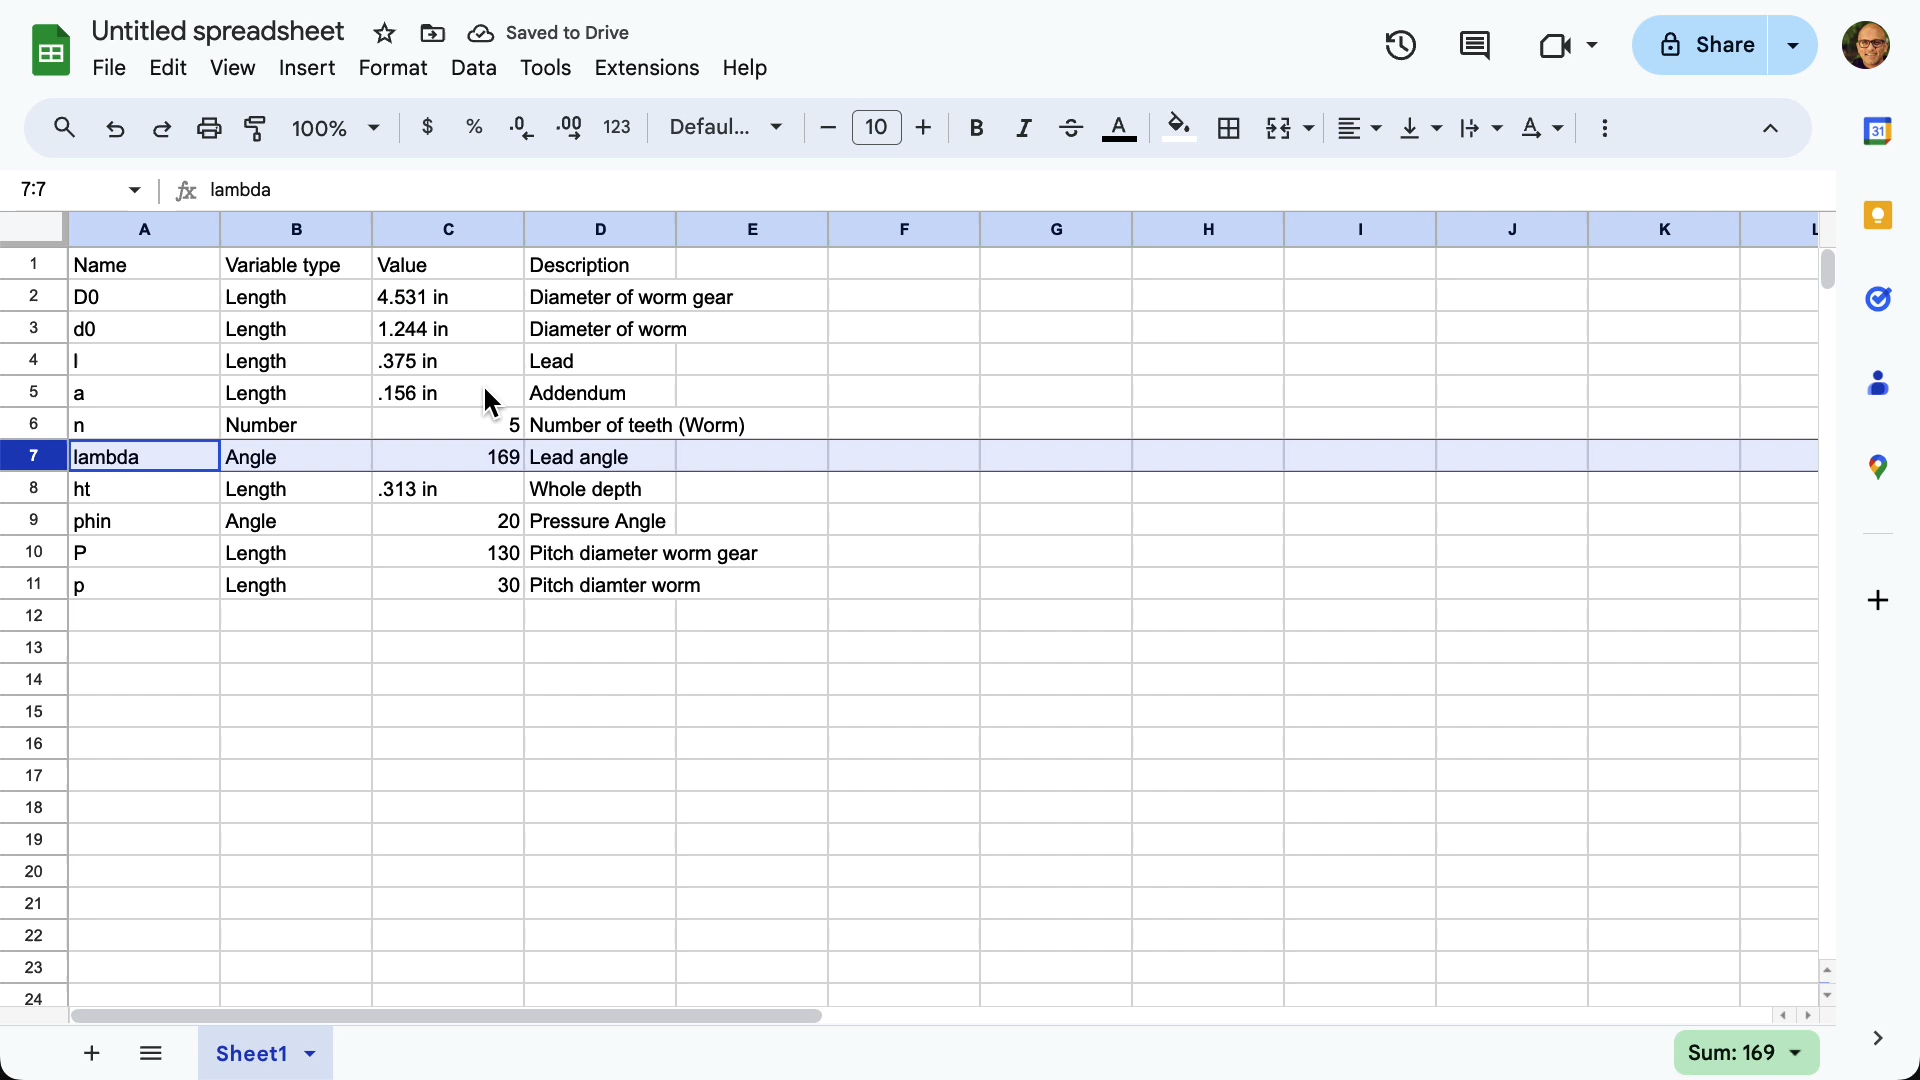 Untitled spreadsheet Saved to Drive
File Edit View Insert Format Data Tools Extensions Help
Share
100% $ % .0 .00 123 Defaul... 10 B I A A
31
7:7 fx lambda
A B C D E F G H I J K L
1 Name Variable type Value Description
2 D0 Length 4.531 in Diameter of worm gear
3 d0 Length 1.244 in Diameter of worm
4 l Length .375 in Lead
5 a Length .156 in Addendum
6 n Number 5 Number of teeth (Worm)
7 lambda Angle 169 Lead angle
8 ht Length .313 in Whole depth
9 phin Angle 20 Pressure Angle
10 P Length 130 Pitch diameter worm gear
11 p Length 30 Pitch diamter worm
12
13
14
15
16
17
18
19
20
21
22
23
24
Sheet1 Sum: 169